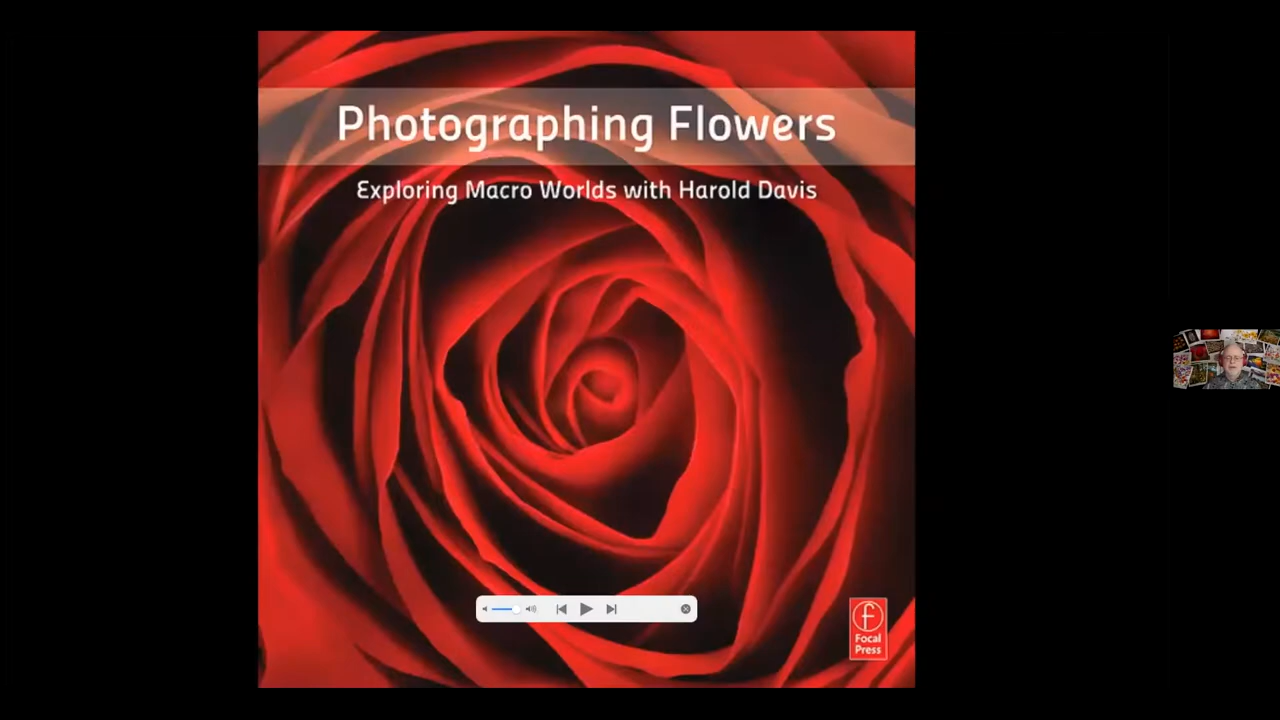 Photographing Flowers
Exploring Macro Worlds with Harold Davis
f
Focal
Press